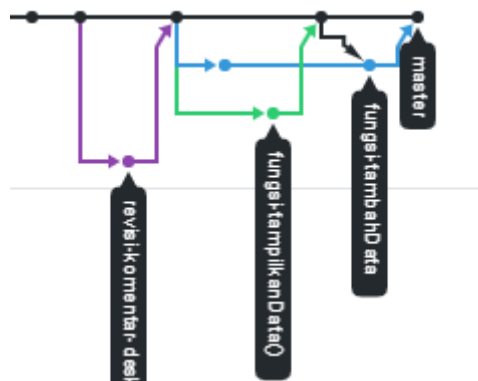 revisi-komentar-desk
fungsi-tampilkanData()
fungsi-tambahData
master